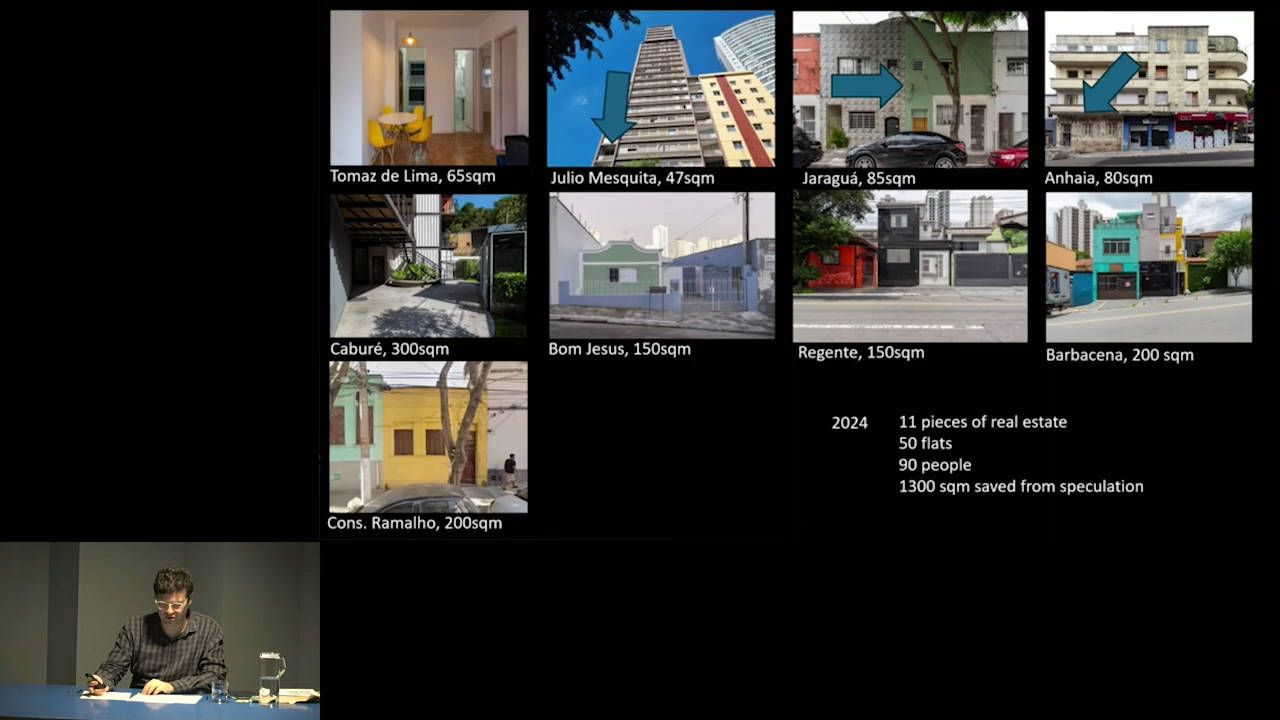 Tomaz de Lima, 65sqm
Julio Mesquita, 47sqm
Jaraguá, 85sqm
Anhaia, 80sqm
Caburé, 300sqm
Bom Jesus, 150sqm
Regente, 150sqm
Barbacena, 200 sqm
Cons. Ramalho, 200sqm
2024 11 pieces of real estate
50 flats
90 people
1300 sqm saved from speculation